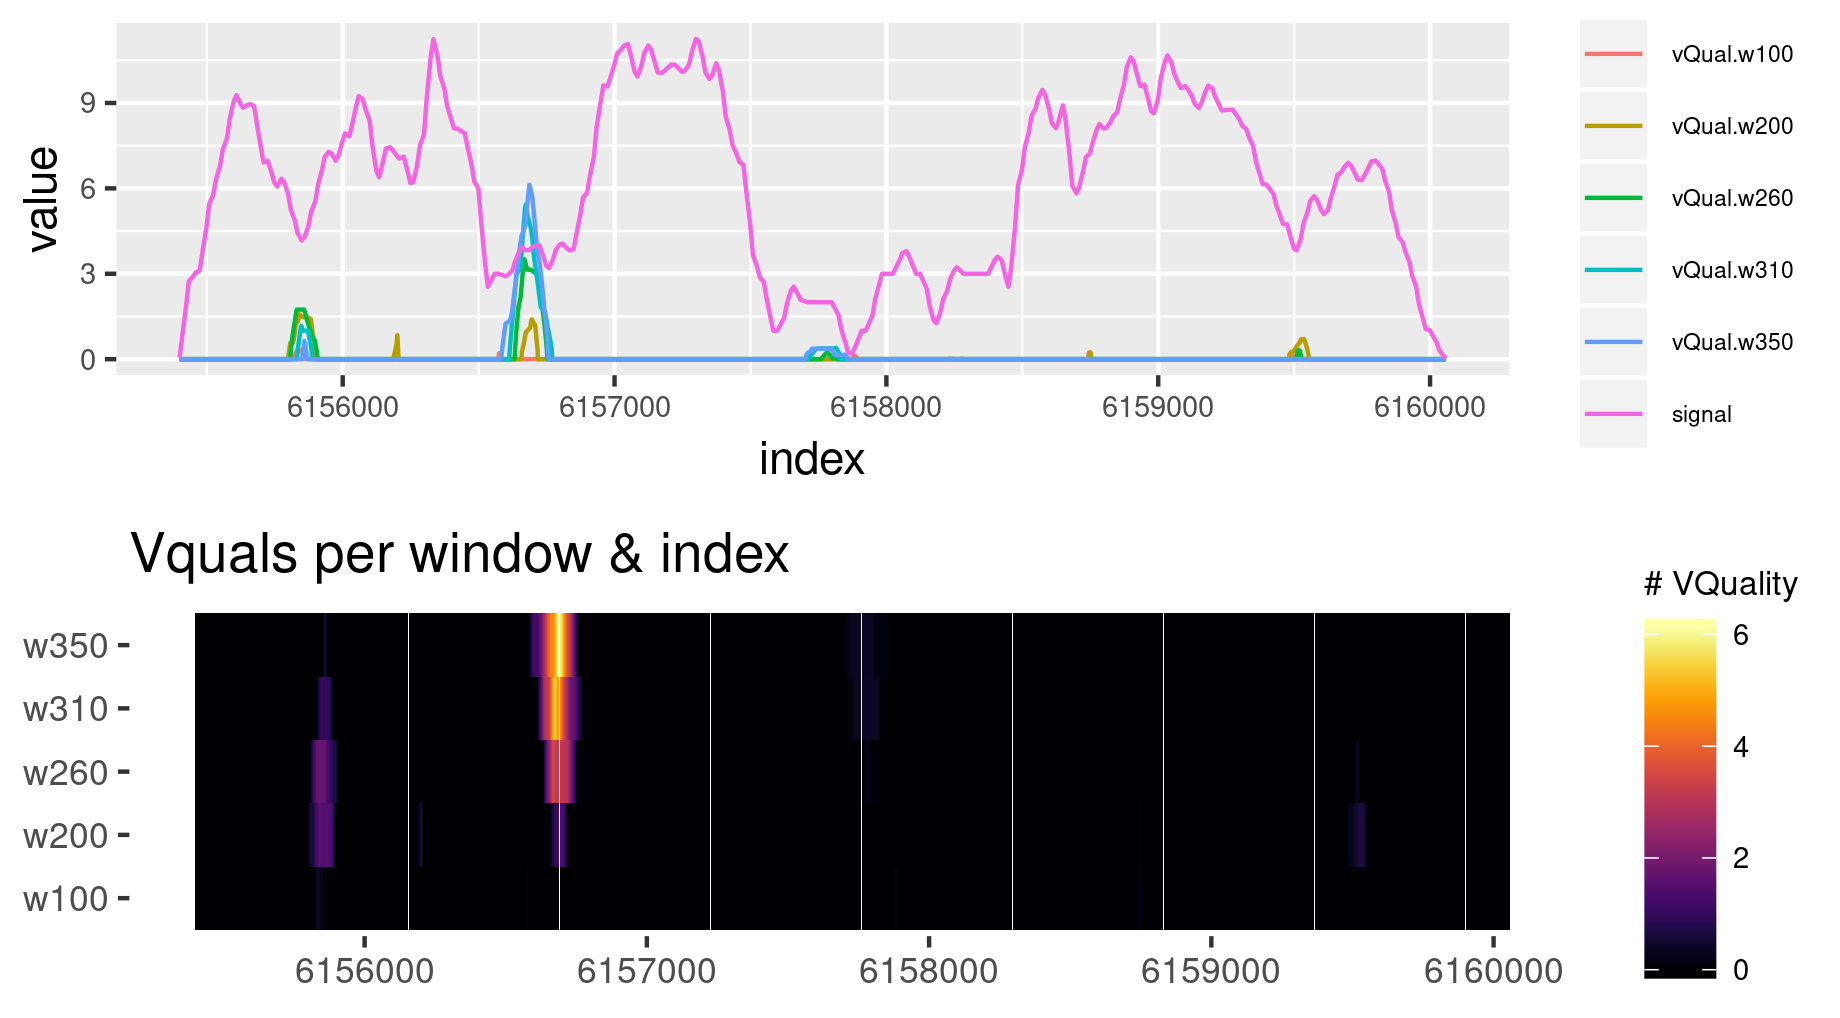 value
9
6
3
0
6156000 6157000 6158000 6159000 6160000
index
vQual.w100
vQual.w200
vQual.w260
vQual.w310
vQual.w350
signal
Vquals per window & index
w350
w310
w260
w200
w100
6156000 6157000 6158000 6159000 6160000
# VQuality
6
4
2
0